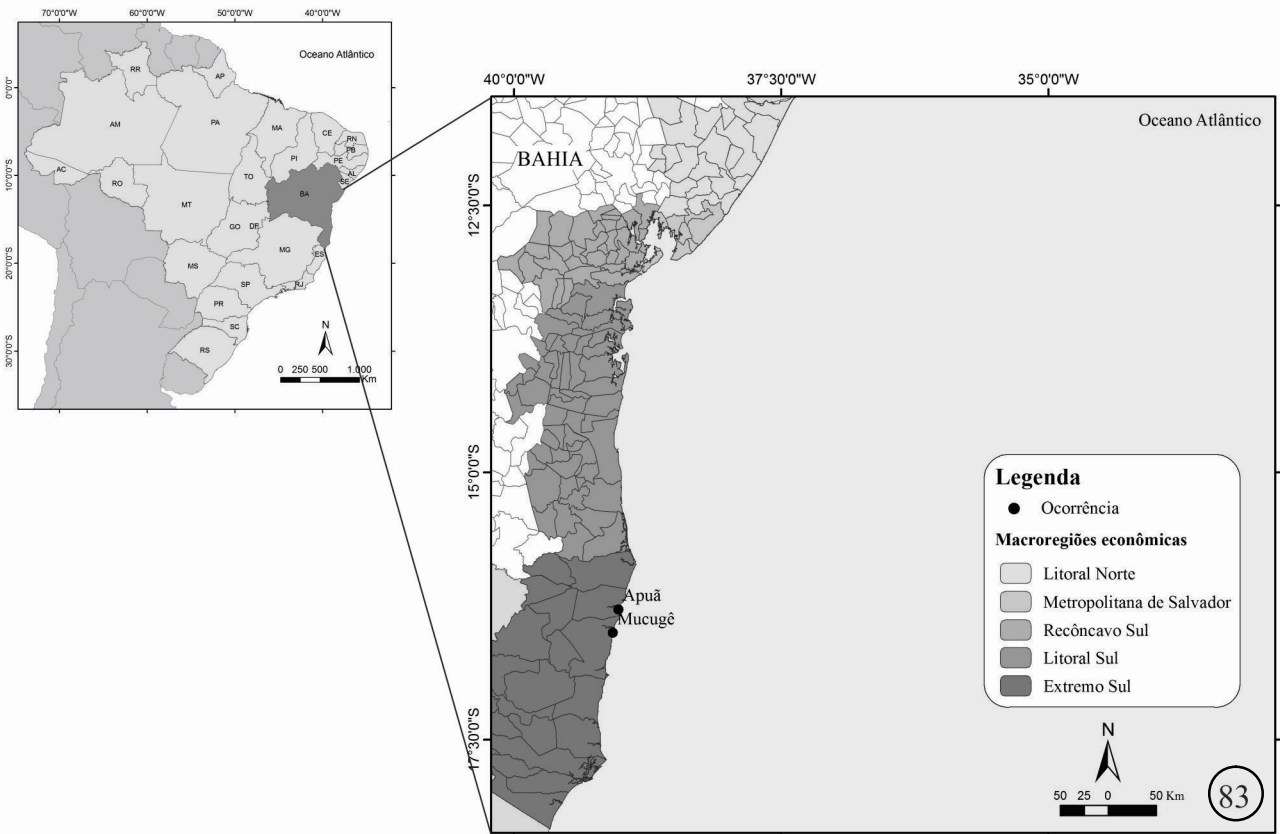 70°0'0"W 60°0'0"W 50°0'0"W 40°0'0"W
Oceano Atlântico
0°0'0"
10°0'0"S
20°0'0"S
30°0'0"S
RR
AP
AM
PA
MA
CE
RN
PB
PI
PE
AL
SE
AC
RO
TO
BA
MT
GO
DF
MG
ES
MS
SP
RJ
PR
SC
RS
N
0 250 500 1.000
Km
40°0'0"W 37°30'0"W 35°0'0"W
Oceano Atlântico
BAHIA
12°30'0"S
15°0'0"S
17°30'0"S
Apuã
Mucugê
Legenda
Ocorrência
Macroregiões econômicas
Litoral Norte
Metropolitana de Salvador
Recôncavo Sul
Litoral Sul
Extremo Sul
N
50 25 0 50 Km
83